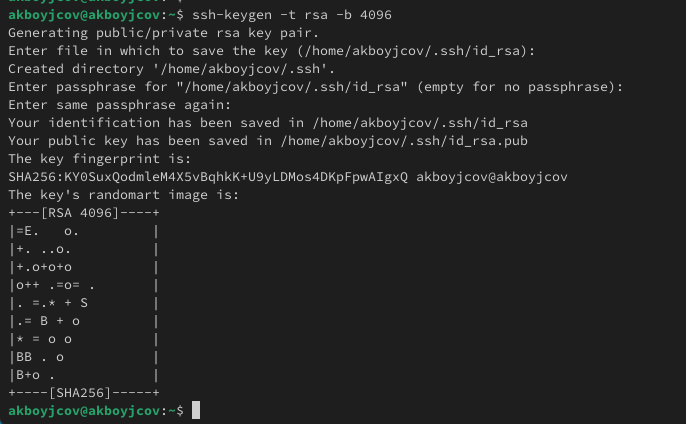 akboyjcov@akboyjcov:~$ ssh-keygen -t rsa -b 4096
Generating public/private rsa key pair.
Enter file in which to save the key (/home/akboyjcov/.ssh/id_rsa):
Created directory '/home/akboyjcov/.ssh'.
Enter passphrase for "/home/akboyjcov/.ssh/id_rsa" (empty for no passphrase):
Enter same passphrase again:
Your identification has been saved in /home/akboyjcov/.ssh/id_rsa
Your public key has been saved in /home/akboyjcov/.ssh/id_rsa.pub
The key fingerprint is:
SHA256:KY0SuxQodmleM4X5vBqhkK+U9yLDMos4DKpFpwAIgxQ akboyjcov@akboyjcov
The key's randomart image is:
+---[RSA 4096]----+
|=E.   o.         |
|+. ..o.          |
|+.o+o+o          |
|o++ .=o= .       |
|. =.* + S        |
|.= B + o         |
|* = o o          |
|BB . o           |
|B+o .            |
+----[SHA256]-----+
akboyjcov@akboyjcov:~$